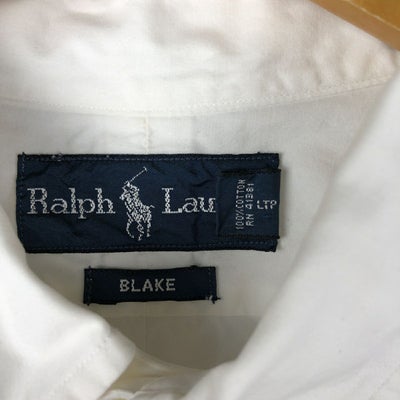 Ralph Lau
100% COTTON
RN 41381
LTP
BLAKE